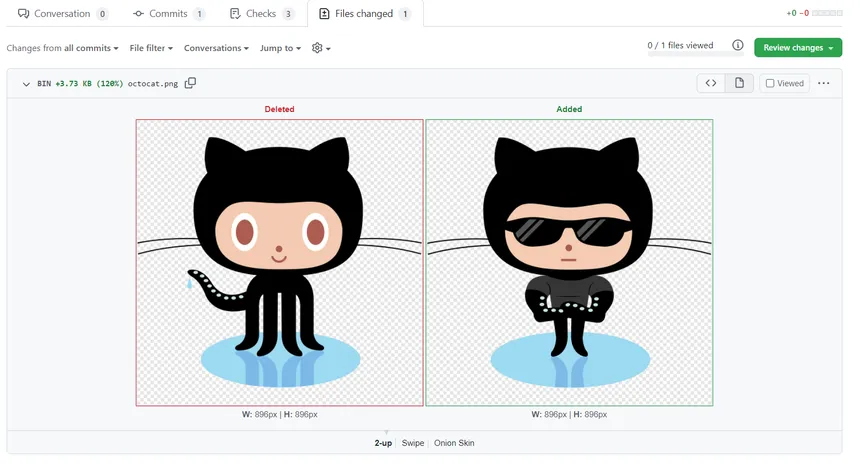 Conversation 0 Commits 1 Checks 3 Files changed 1 +0 −0
Changes from all commits File filter Conversations Jump to 0 / 1 files viewed Review changes
BIN +3.73 KB (120%) octocat.png Viewed
Deleted Added
W: 896px | H: 896px W: 896px | H: 896px
2-up Swipe Onion Skin